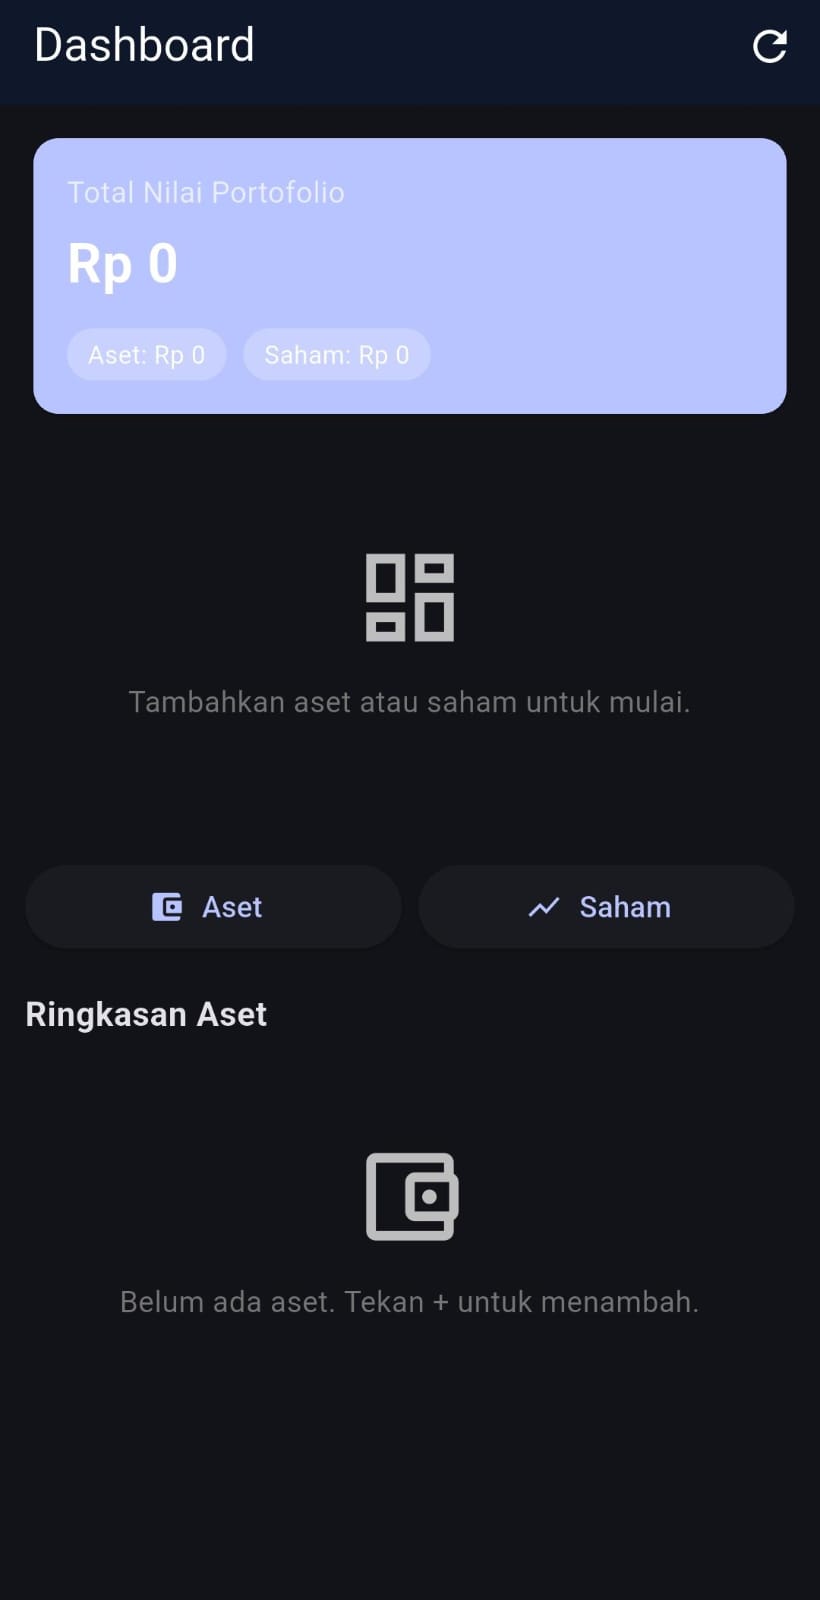 Dashboard
Total Nilai Portofolio
Rp 0
Aset: Rp 0
Saham: Rp 0
Tambahkan aset atau saham untuk mulai.
Aset
Saham
Ringkasan Aset
Belum ada aset. Tekan + untuk menambah.